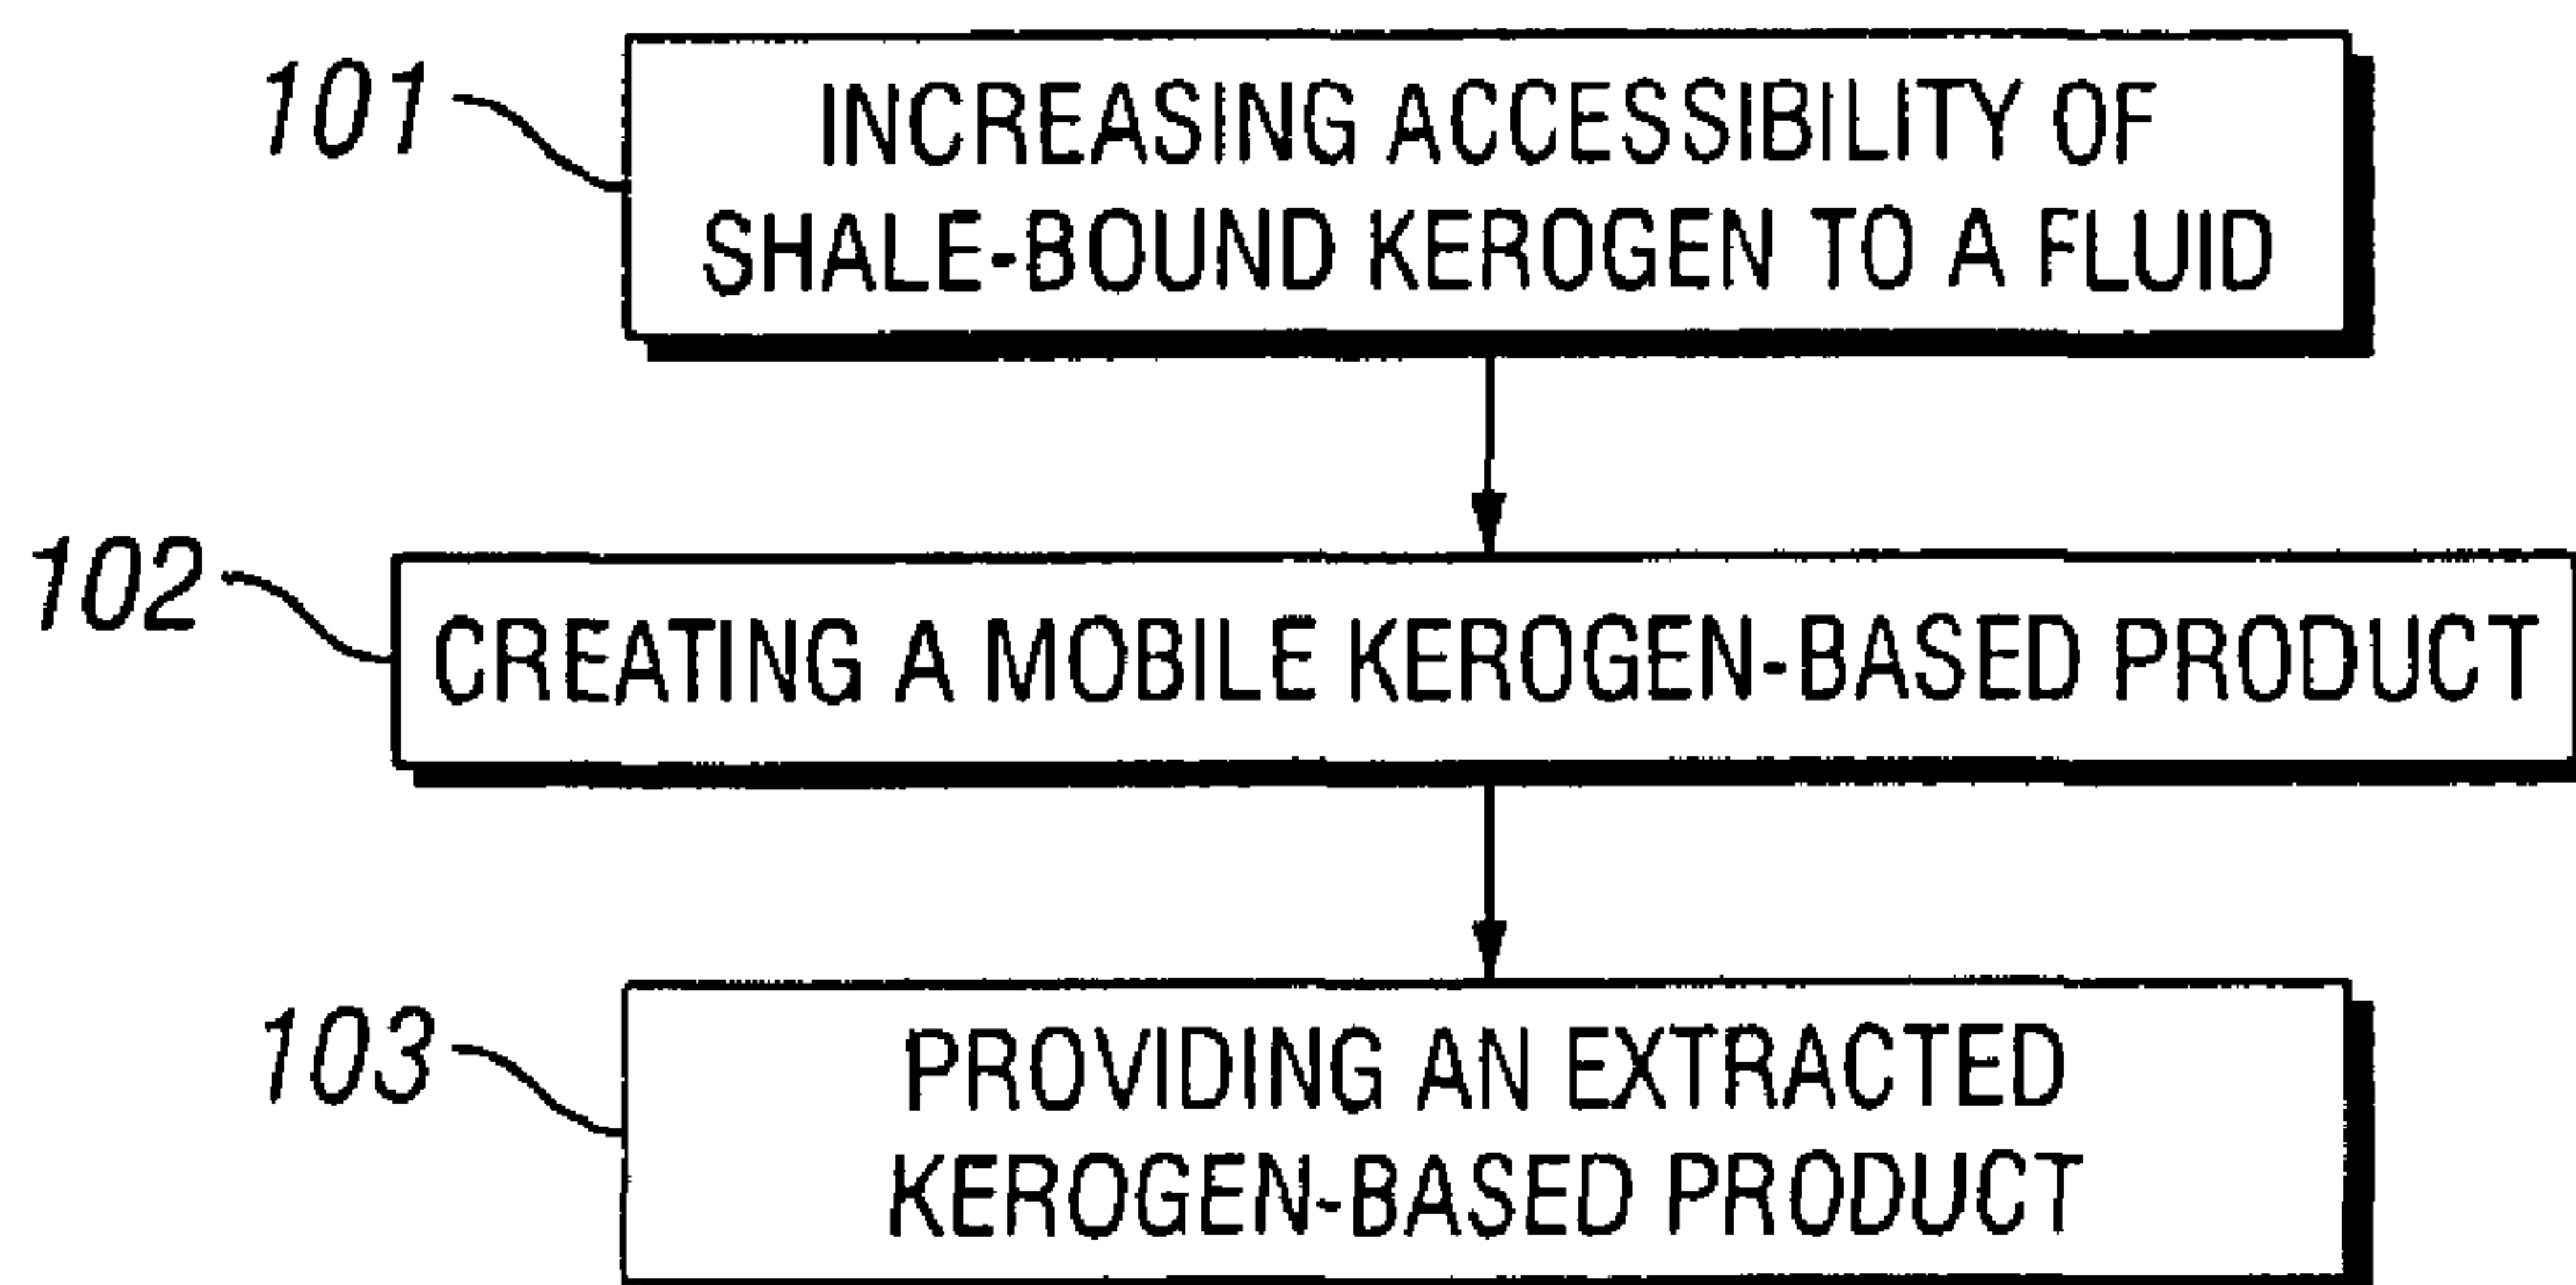 101
INCREASING ACCESSIBILITY OF
SHALE-BOUND KEROGEN TO A FLUID
102
CREATING A MOBILE KEROGEN-BASED PRODUCT
103
PROVIDING AN EXTRACTED
KEROGEN-BASED PRODUCT